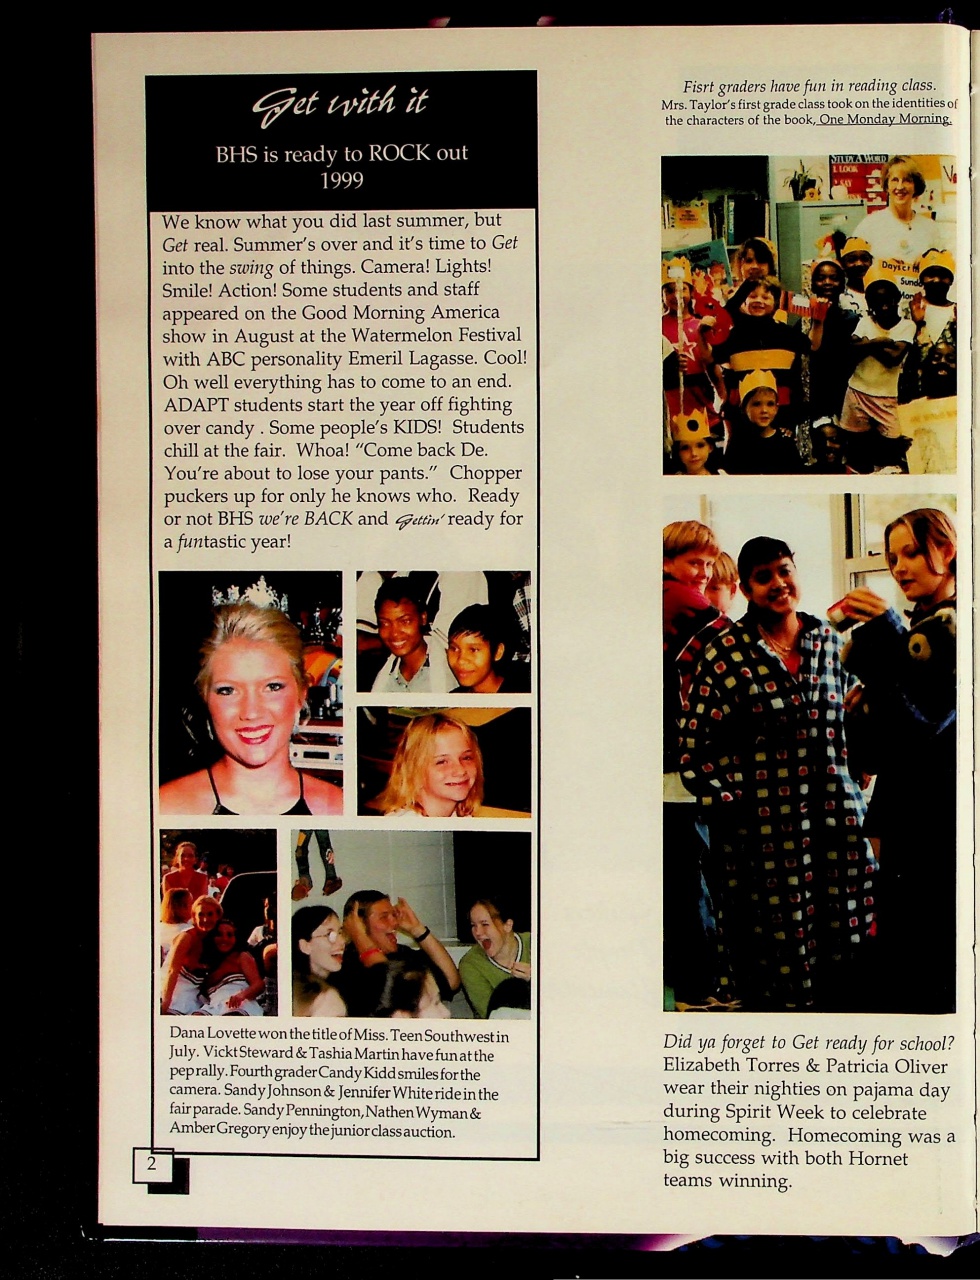 Get with it
BHS is ready to ROCK out
1999
We know what you did last summer, but
Get real. Summer's over and it's time to Get
into the swing of things. Camera! Lights!
Smile! Action! Some students and staff
appeared on the Good Morning America
show in August at the Watermelon Festival
with ABC personality Emeril Lagasse. Cool!
Oh well everything has to come to an end.
ADAPT students start the year off fighting
over candy . Some people's KIDS! Students
chill at the fair. Whoa! "Come back De.
You're about to lose your pants." Chopper
puckers up for only he knows who. Ready
or not BHS we're BACK and Gettin' ready for
a funtastic year!
Dana Lovette won the title of Miss. Teen Southwest in
July. Vickt Steward & Tashia Martin have fun at the
pep rally. Fourth grader Candy Kidd smiles for the
camera. Sandy Johnson & Jennifer White ride in the
fair parade. Sandy Pennington, Nathen Wyman &
Amber Gregory enjoy the junior class auction.
2
Fisrt graders have fun in reading class.
Mrs. Taylor's first grade class took on the identities of
the characters of the book, One Monday Morning.
STUDY A WORD
1. LOOK
SAY
Days of
Sunda
Mon
Did ya forget to Get ready for school?
Elizabeth Torres & Patricia Oliver
wear their nighties on pajama day
during Spirit Week to celebrate
homecoming. Homecoming was a
big success with both Hornet
teams winning.